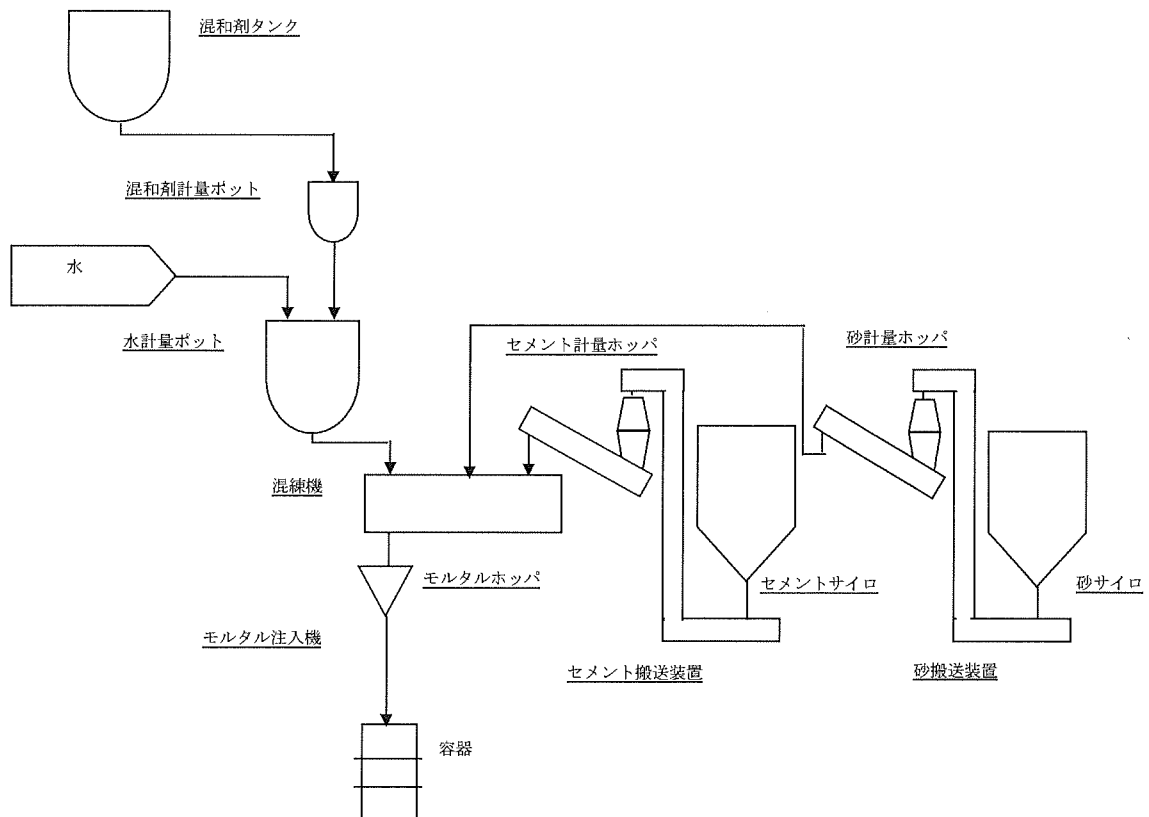 混和剤タンク
混和剤計量ポット
水
水計量ポット
セメント計量ホッパ
砂計量ホッパ
混練機
モルタルホッパ
セメントサイロ
砂サイロ
モルタル注入機
セメント搬送装置
砂搬送装置
容器